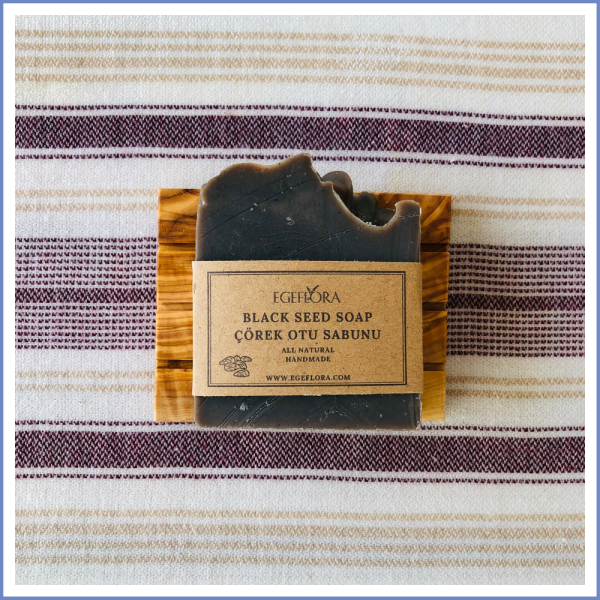 EGEFLORA
BLACK SEED SOAP
ÇÖREK OTU SABUNU
ALL NATURAL
HANDMADE
WWW.EGEFLORA.COM